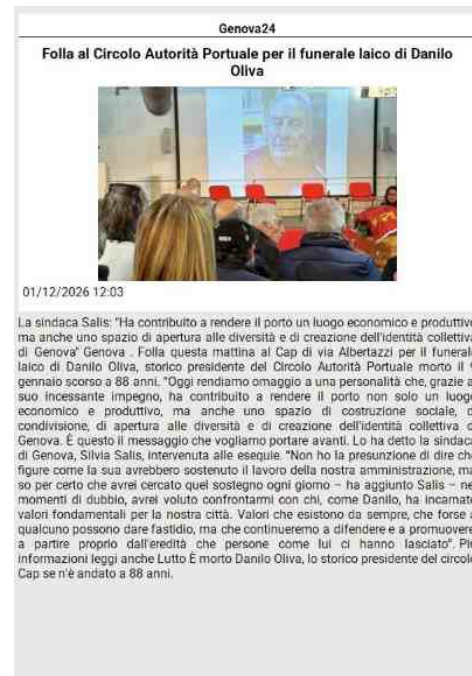 Genova24
Folla al Circolo Autorità Portuale per il funerale laico di Danilo
Oliva
01/12/2026 12:03
La sindaca Salis: "Ha contribuito a rendere il porto un luogo economico e produttivo
ma anche uno spazio di apertura alle diversità e di creazione dell'identità collettiva
di Genova" Genova . Folla questa mattina al Cap di via Albertazzi per il funerale
laico di Danilo Oliva, storico presidente del Circolo Autorità Portuale morto il
gennaio scorso a 88 anni. "Oggi rendiamo omaggio a una personalità che, grazie al
suo incessante impegno, ha contribuito a rendere il porto non solo un luogo
economico e produttivo, ma anche uno spazio di costruzione sociale, di
condivisione, di apertura alle diversità e di creazione dell'identità collettiva di
Genova. È questo il messaggio che vogliamo portare avanti. Lo ha detto la sindaca
di Genova, Silvia Salis, intervenuta alle esequie. "Non ho la presunzione di dire che
figure come la sua avrebbero sostenuto il lavoro della nostra amministrazione, ma
so per certo che avrei cercato quel sostegno ogni giorno – ha aggiunto Salis – nei
momenti di dubbio, avrei voluto confrontarmi con chi, come Danilo, ha incarnato
valori fondamentali per la nostra città. Valori che esistono da sempre, che forse a
qualcuno possono dare fastidio, ma che continueremo a difendere e a promuovere
a partire proprio dall'eredità che persone come lui ci hanno lasciato". Più
informazioni leggi anche Lutto È morto Danilo Oliva, lo storico presidente del circolo
Cap se n'è andato a 88 anni.